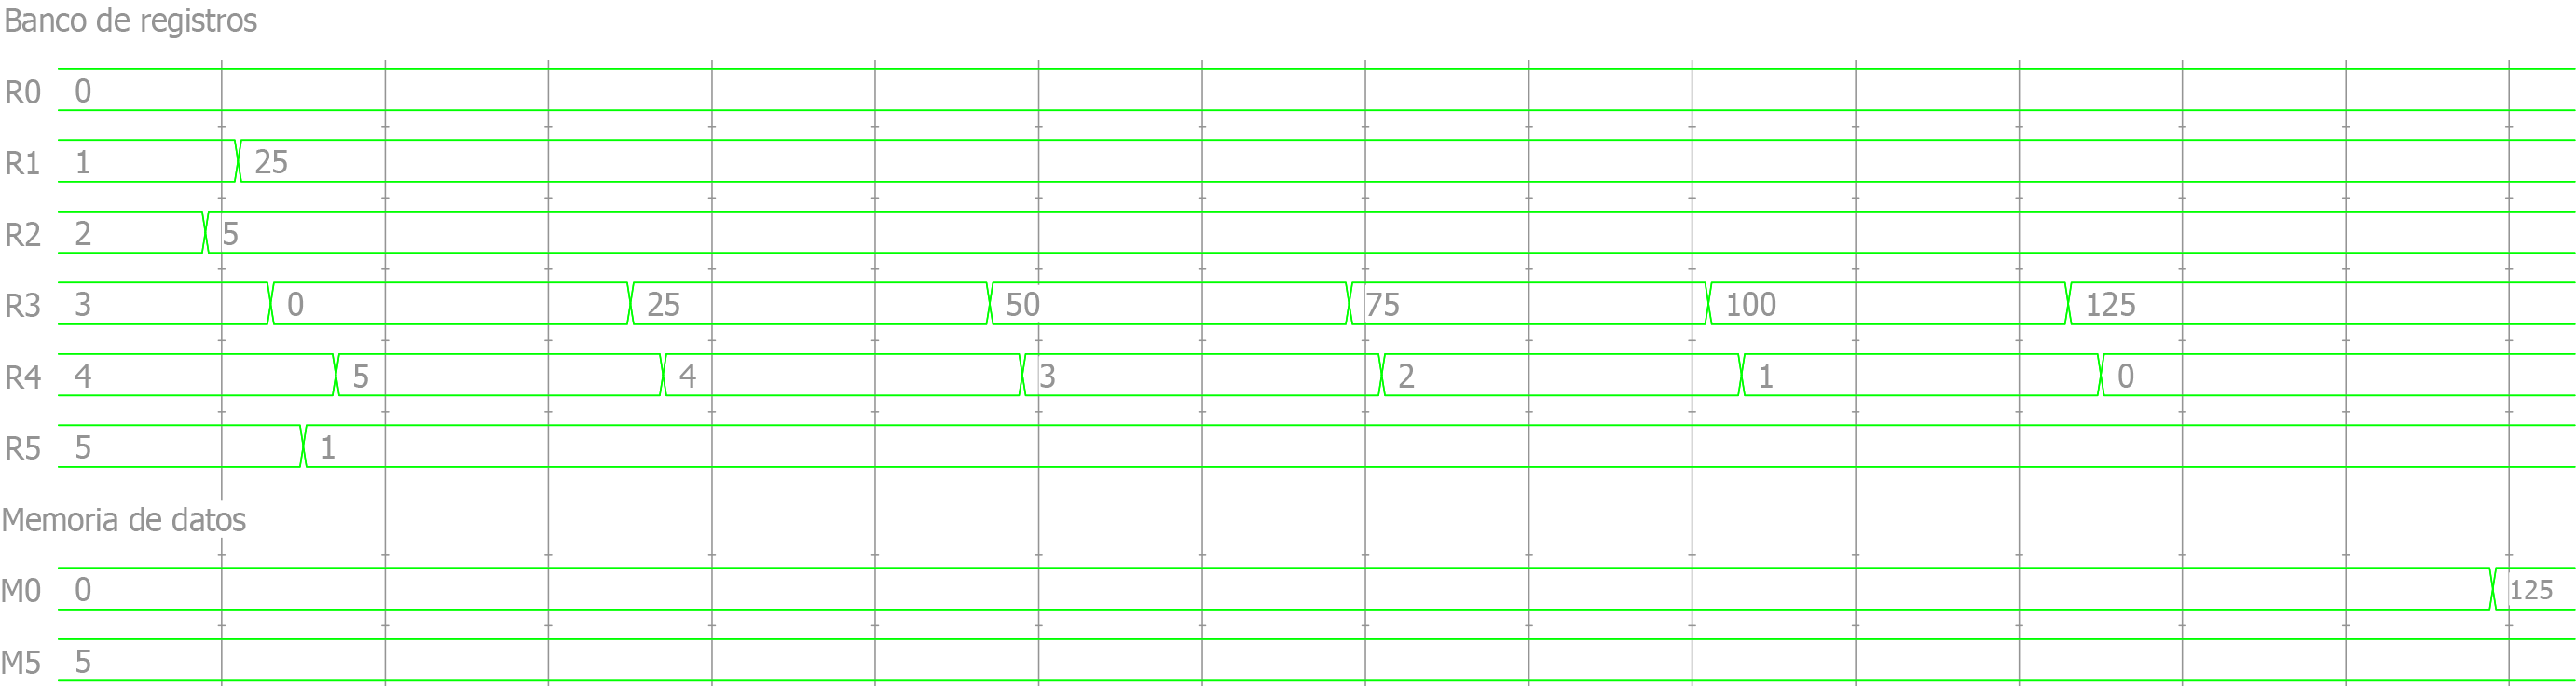 Banco de registros
R0 0
R1 1 25
R2 2 5
R3 3 0 25 50 75 100 125
R4 4 5 4 3 2 1 0
R5 5 1
Memoria de datos
M0 0 125
M5 5